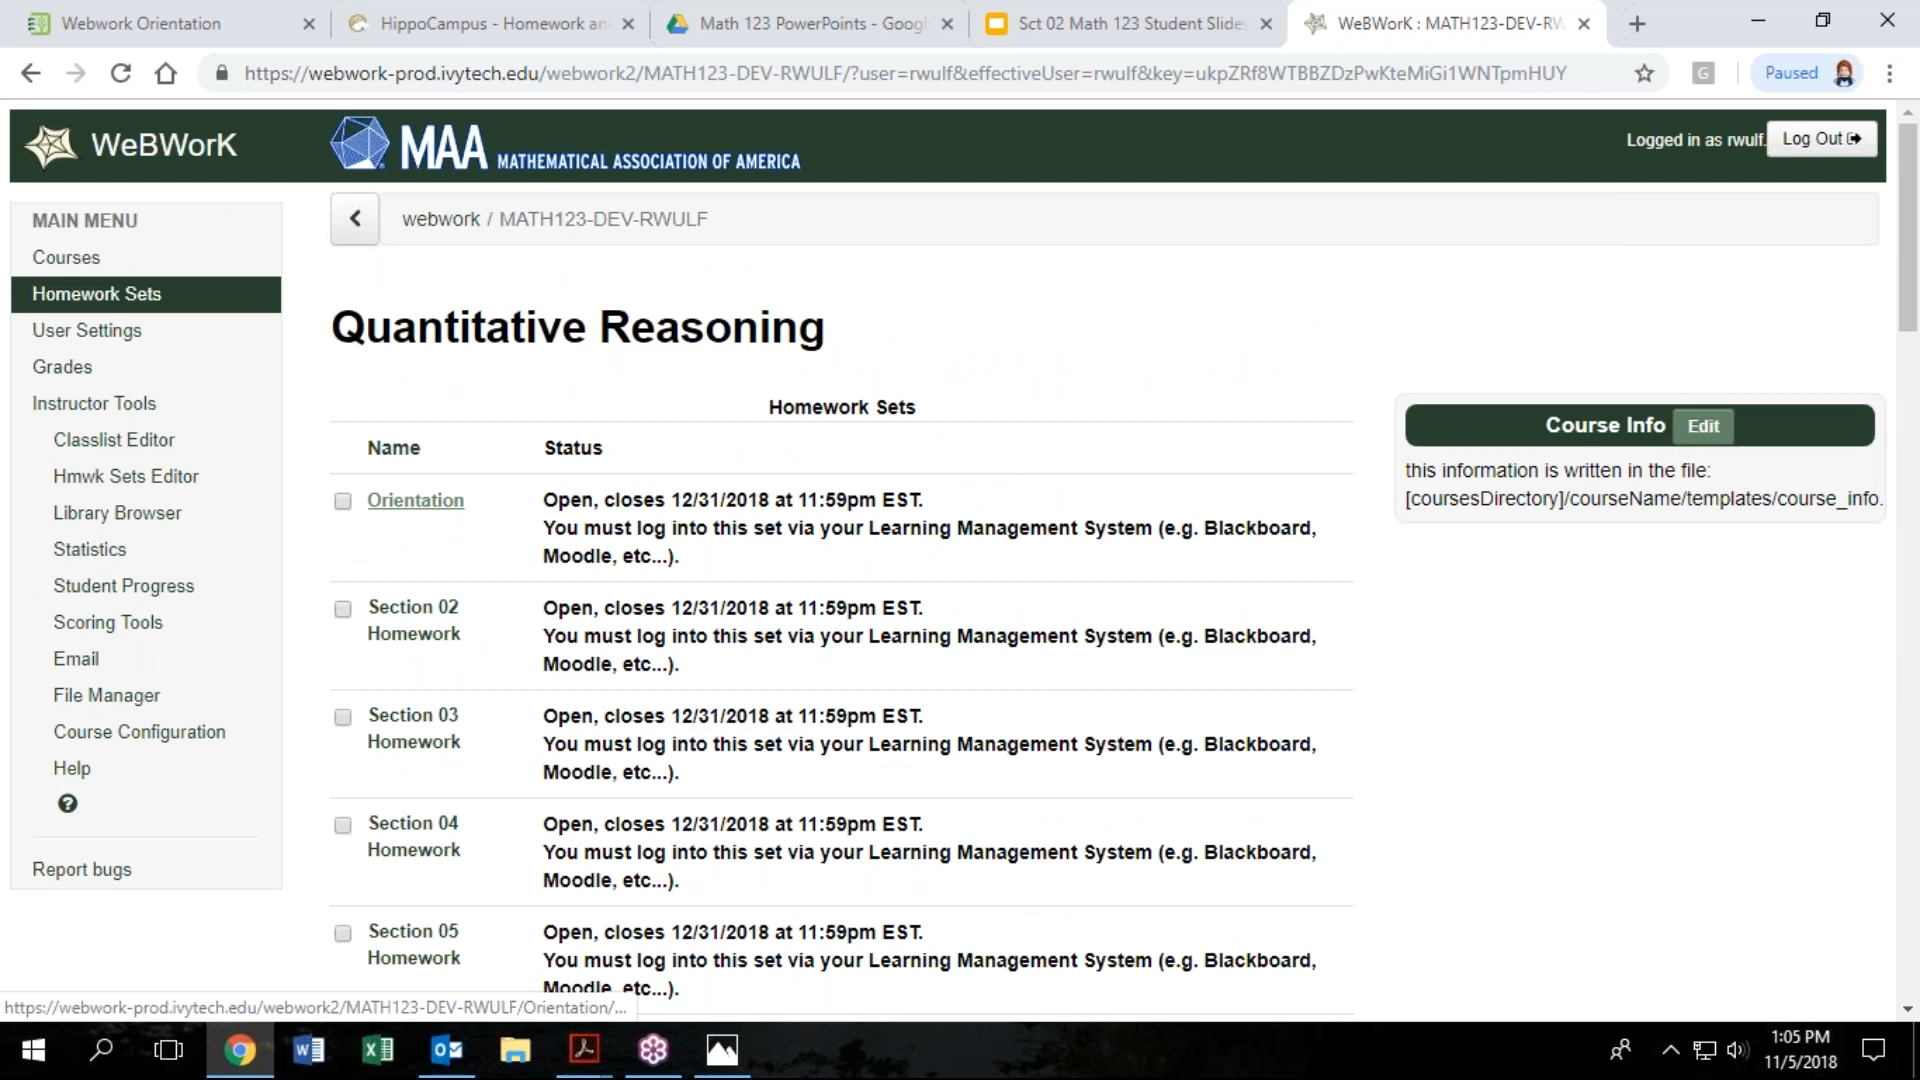 Webwork Orientation
HippoCampus - Homework an
Math 123 PowerPoints - Googl
Sct 02 Math 123 Student Slides
WeBWorK : MATH123-DEV-RW
https://webwork-prod.ivytech.edu/webwork2/MATH123-DEV-RWULF/?user=rwulf&effectiveUser=rwulf&key=ukpZRf8WTBBZDzPwKteMiGi1WNTpmHUY
G
Paused
WeBWorK
MAA MATHEMATICAL ASSOCIATION OF AMERICA
Logged in as rwulf.
Log Out
MAIN MENU
Courses
Homework Sets
User Settings
Grades
Instructor Tools
Classlist Editor
Hmwk Sets Editor
Library Browser
Statistics
Student Progress
Scoring Tools
Email
File Manager
Course Configuration
Help
?
Report bugs
webwork / MATH123-DEV-RWULF
Quantitative Reasoning
Homework Sets
Name Status
Orientation
Open, closes 12/31/2018 at 11:59pm EST.
You must log into this set via your Learning Management System (e.g. Blackboard,
Moodle, etc...).
Section 02
Homework
Open, closes 12/31/2018 at 11:59pm EST.
You must log into this set via your Learning Management System (e.g. Blackboard,
Moodle, etc...).
Section 03
Homework
Open, closes 12/31/2018 at 11:59pm EST.
You must log into this set via your Learning Management System (e.g. Blackboard,
Moodle, etc...).
Section 04
Homework
Open, closes 12/31/2018 at 11:59pm EST.
You must log into this set via your Learning Management System (e.g. Blackboard,
Moodle, etc...).
Section 05
Homework
Open, closes 12/31/2018 at 11:59pm EST.
You must log into this set via your Learning Management System (e.g. Blackboard,
Moodle, etc...).
Course Info
Edit
this information is written in the file:
[coursesDirectory]/courseName/templates/course_info.
https://webwork-prod.ivytech.edu/webwork2/MATH123-DEV-RWULF/Orientation/...
1:05 PM
11/5/2018